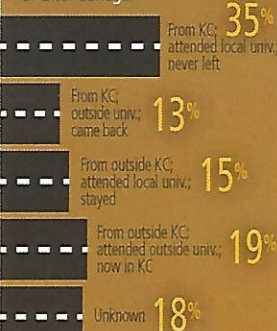 From KC;
35%
attended local univ.;
never left
From KC;
outside univ.;
came back
13%
From outside KC;
attended local univ.;
stayed
15%
From outside KC;
attended outside univ.;
now in KC
19%
Unknown 18%